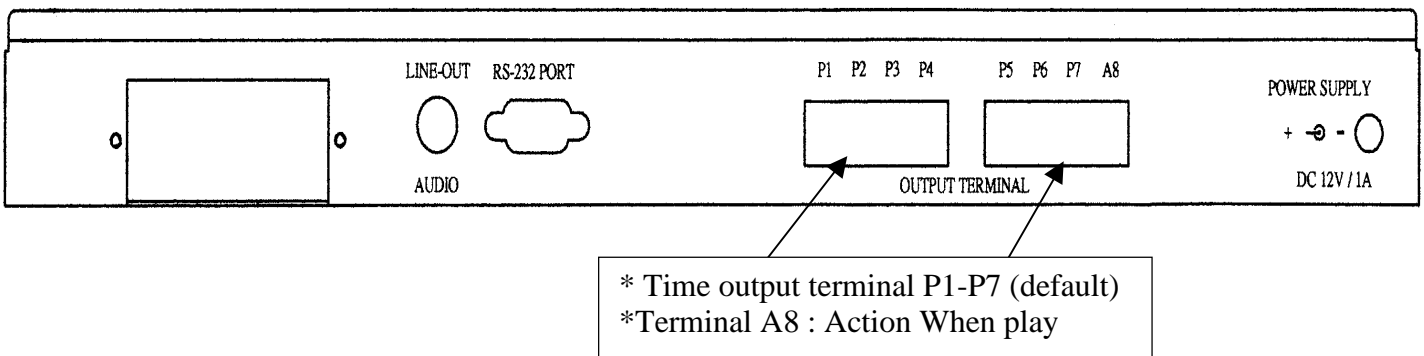 LINE-OUT RS-232 PORT P1 P2 P3 P4 P5 P6 P7 A8
POWER SUPPLY
+ -
AUDIO OUTPUT TERMINAL DC 12V / 1A
* Time output terminal P1-P7 (default)
*Terminal A8 : Action When play